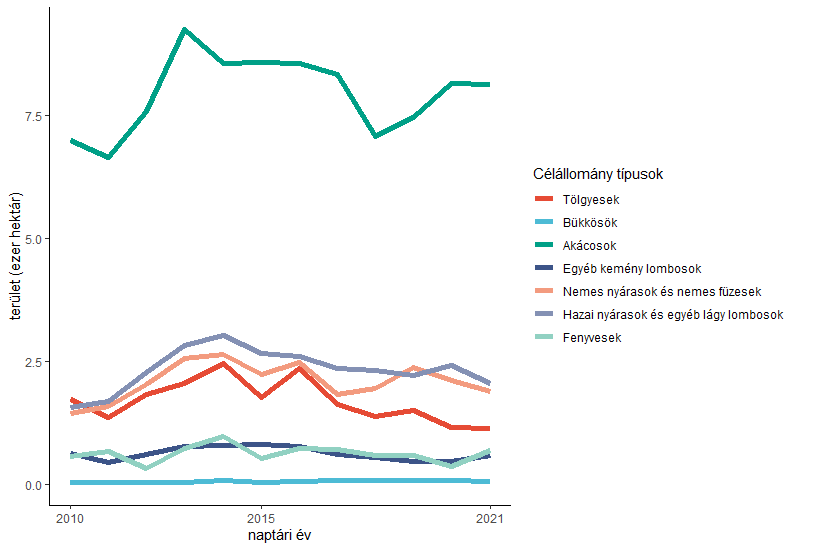 7.5
5.0
2.5
0.0
terület (ezer hektár)
2010
2015
2021
naptári év
Célállomány típusok
Tölgyesek
Bükkösök
Akácosok
Egyéb kemény lombosok
Nemes nyárasok és nemes füzesek
Hazai nyárasok és egyéb lágy lombosok
Fenyvesek